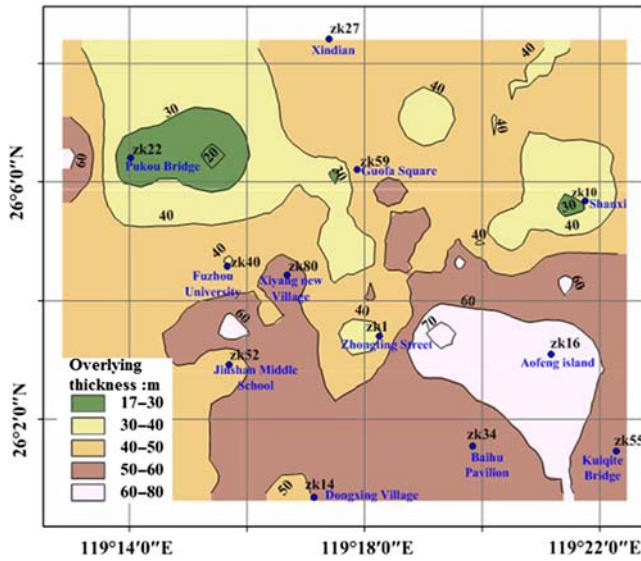 zk27
Xindian
40
30
40
zk22
Pukou Bridge
20
60
40
zk59
Guofa Square
30
zk10
Shanxi
30
40
40
26°6'0"N
40
zk40
Fuzhou
University
zk80
Xiyang new
Village
60
60
40
zk1
Zhongting Street
70
zk16
Aofeng island
zk52
Jinshan Middle
School
Overlying
thickness :m
17–30
30–40
40–50
50–60
60–80
26°2'0"N
zk34
Baihu
Pavilion
zk55
Kuiqite
Bridge
50
zk14
Dongxing Village
119°14'0"E
119°18'0"E
119°22'0"E